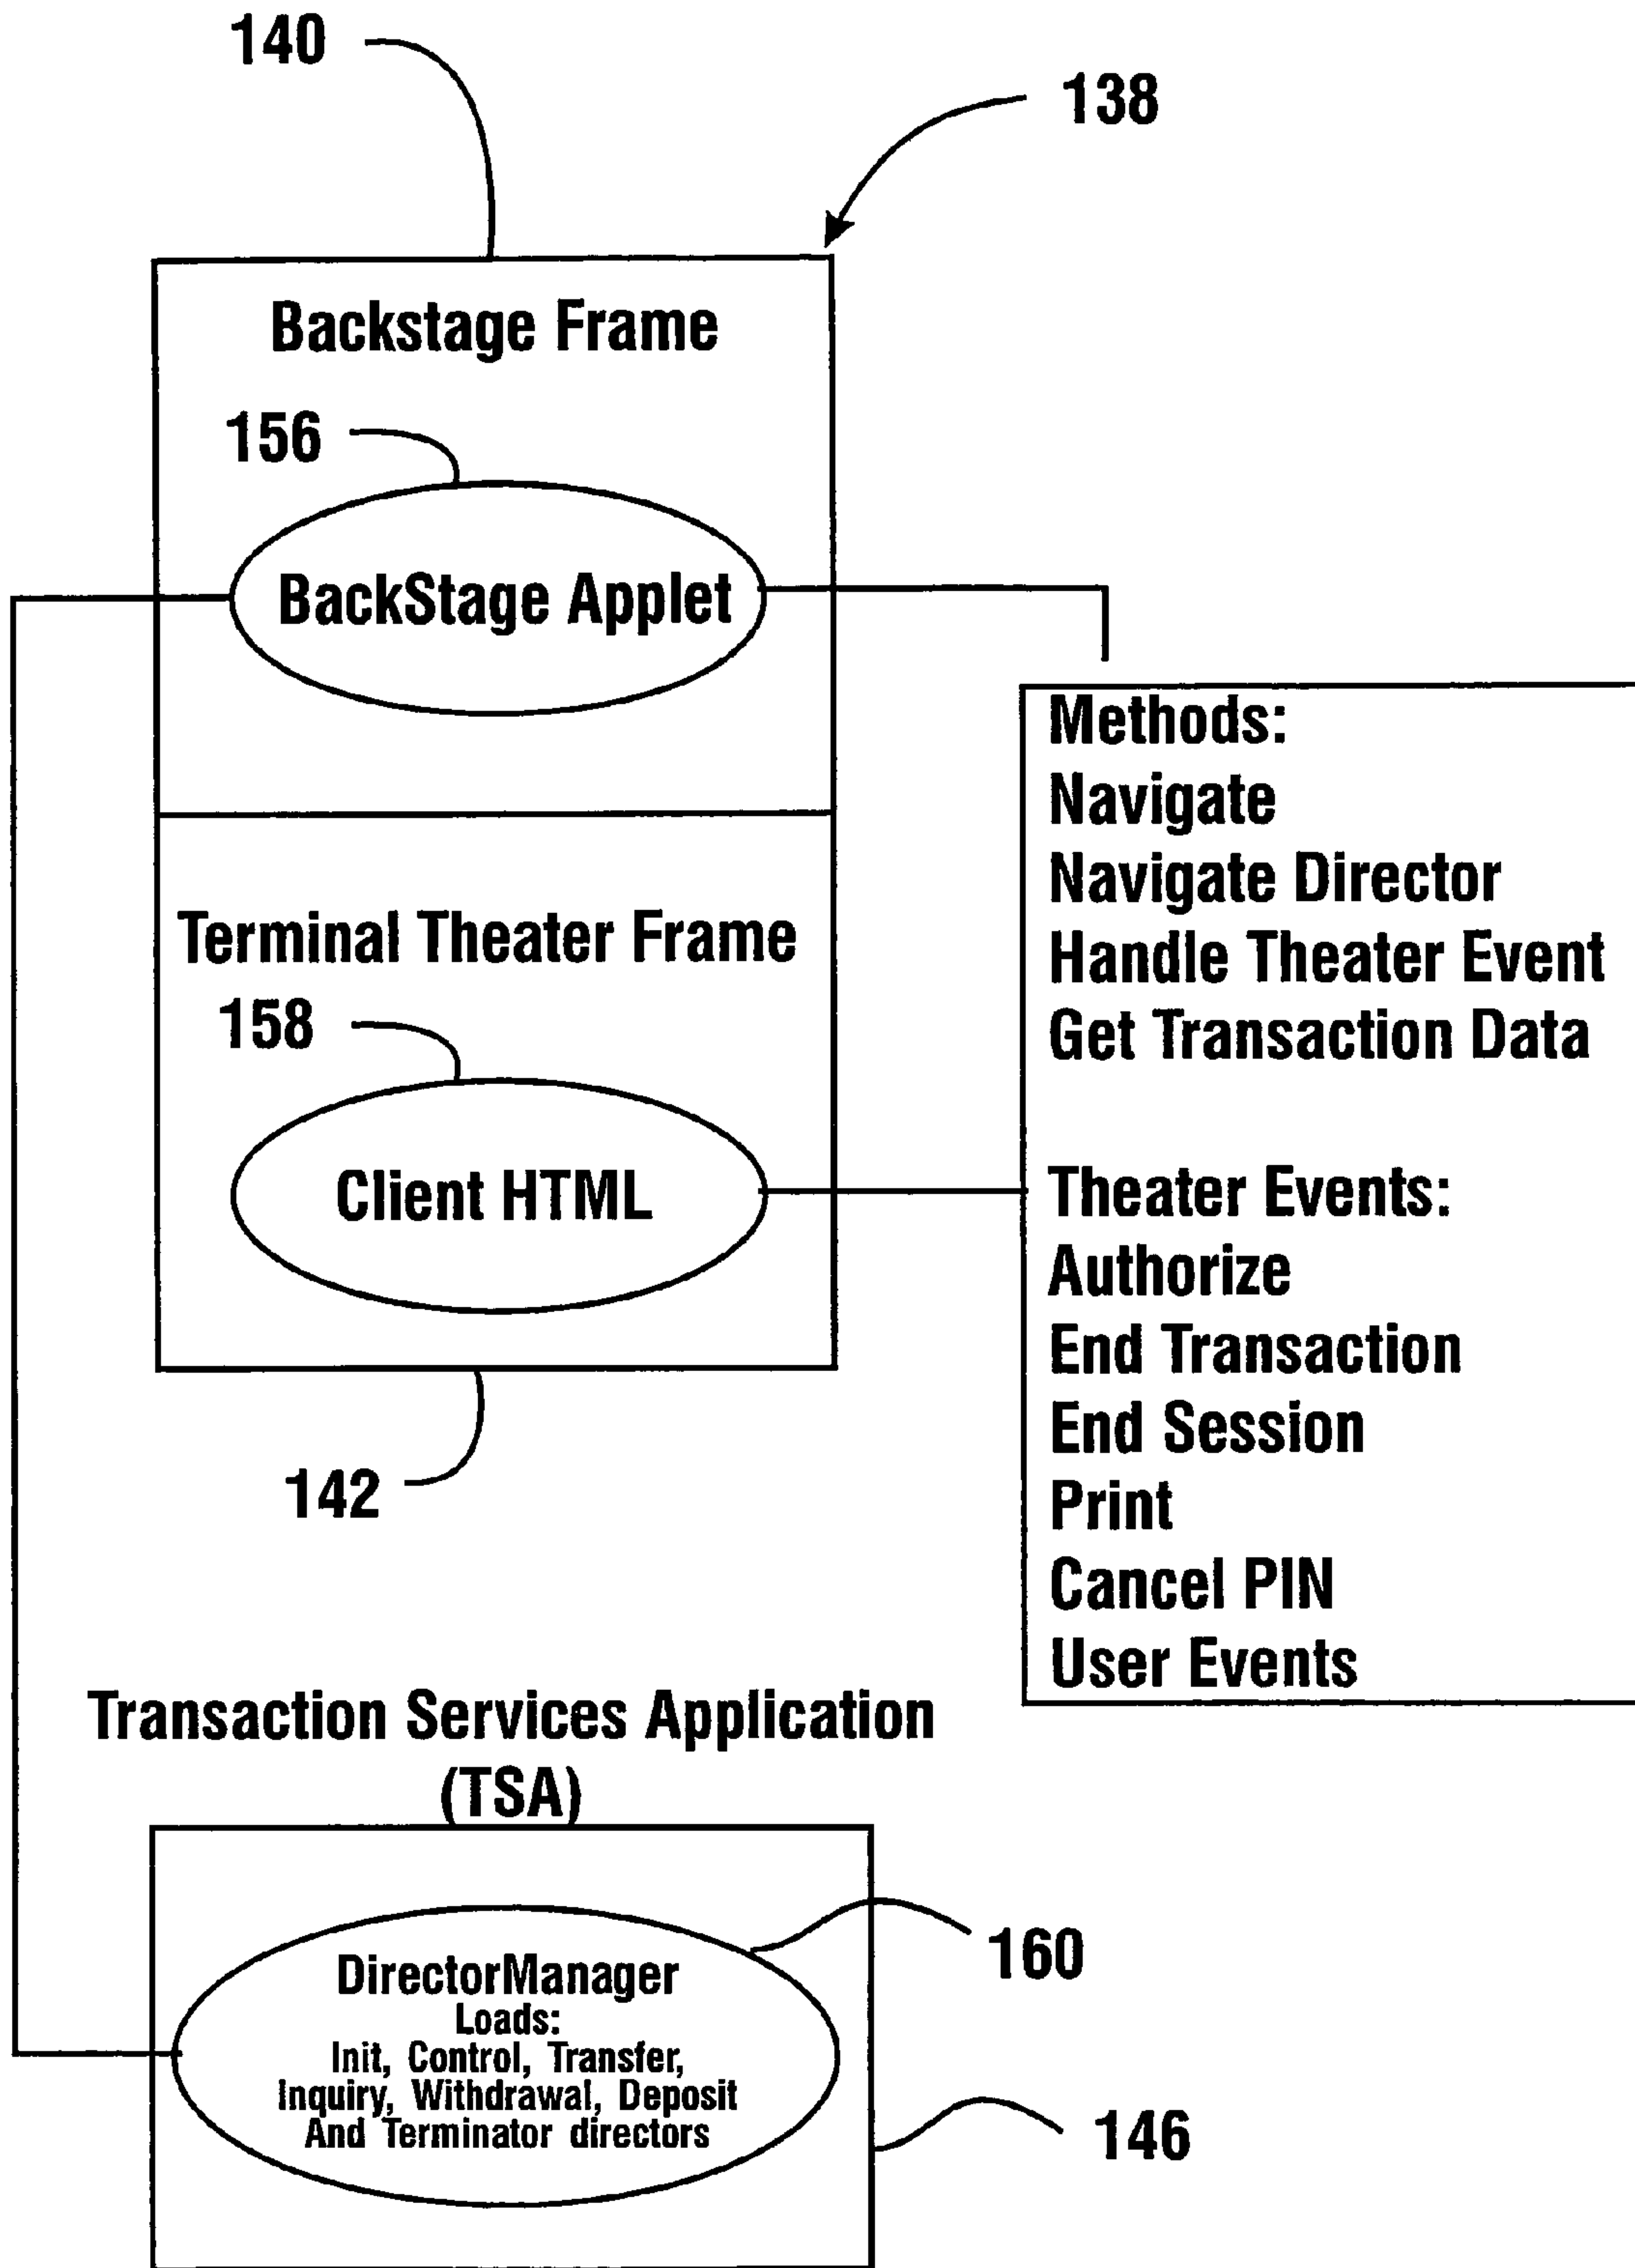 140
138
Backstage Frame
156
BackStage Applet
Methods:
Navigate
Navigate Director
Handle Theater Event
Get Transaction Data
Terminal Theater Frame
158
Client HTML
Theater Events:
Authorize
End Transaction
End Session
Print
Cancel PIN
User Events
142
Transaction Services Application
(TSA)
DirectorManager
Loads:
Init, Control, Transfer,
Inquiry, Withdrawal, Deposit
And Terminator directors
160
146